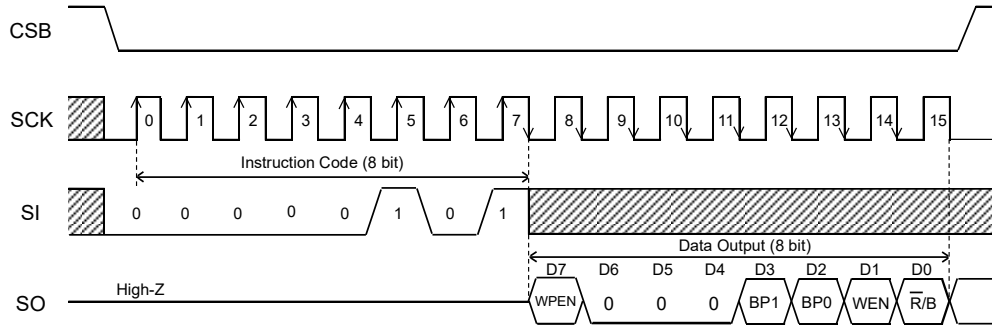 CSB
SCK 0 1 2 3 4 5 6 7 8 9 10 11 12 13 14 15
Instruction Code (8 bit)
SI 0 0 0 0 0 1 0 1
Data Output (8 bit)
D7 D6 D5 D4 D3 D2 D1 D0
SO High-Z WPEN 0 0 0 BP1 BP0 WEN R̅/B